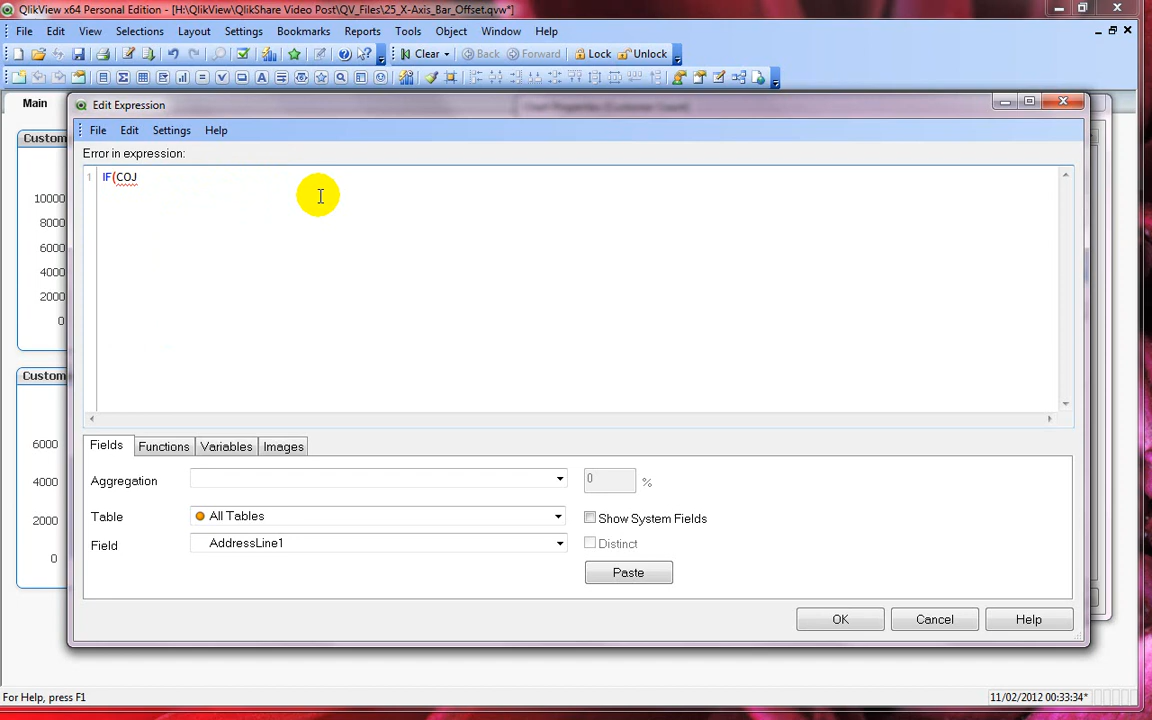 QlikView x64 Personal Edition - [H:\QlikView\QlikShare Video Post\QV_Files\25_X-Axis_Bar_Offset.qvw*]
File Edit View Selections Layout Settings Bookmarks Reports Tools Object Window Help
Clear Back Forward Lock Unlock
Main
Edit Expression
Chart Properties [Customer Count]
File Edit Settings Help
Error in expression:
1 IF(COJ
Custom
10000
8000
6000
4000
2000
0
Custom
6000
4000
2000
0
Fields Functions Variables Images
Aggregation 0 %
Table All Tables Show System Fields
Field AddressLine1 Distinct
Paste
OK Cancel Help
For Help, press F1 11/02/2012 00:33:34*